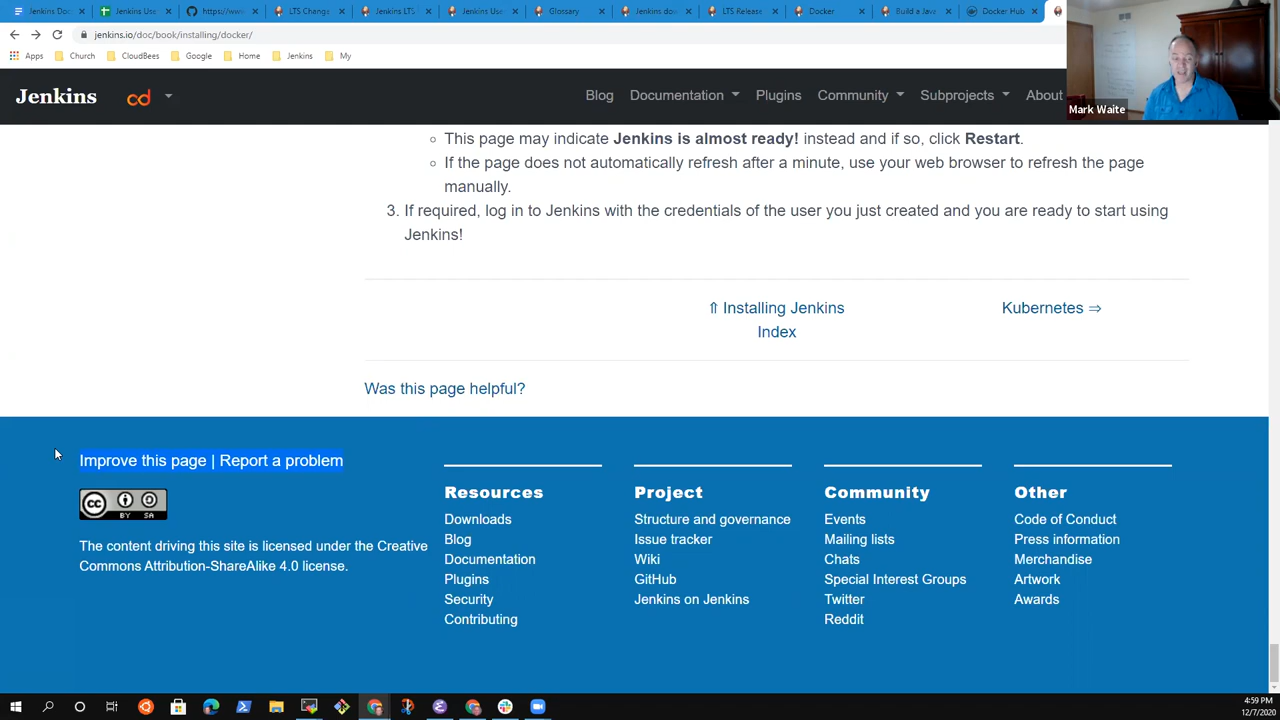 Jenkins Doc
Jenkins Use
https://www
LTS Chang
Jenkins LTS
Jenkins Use
Glossary
Jenkins do
LTS Release
Docker
Build a Jav
Docker Hub
jenkins.io/doc/book/installing/docker/
Apps
Church
CloudBees
Google
Home
Jenkins
My
Mark Waite
Jenkins
cd
Blog
Documentation
Plugins
Community
Subprojects
About
This page may indicate Jenkins is almost ready! instead and if so, click Restart.
If the page does not automatically refresh after a minute, use your web browser to refresh the page
manually.
3. If required, log in to Jenkins with the credentials of the user you just created and you are ready to start using
Jenkins!
⇑ Installing Jenkins
Index
Kubernetes ⇒
Was this page helpful?
Improve this page | Report a problem
CC BY SA
The content driving this site is licensed under the Creative
Commons Attribution-ShareAlike 4.0 license.
Resources
Downloads
Blog
Documentation
Plugins
Security
Contributing
Project
Structure and governance
Issue tracker
Wiki
GitHub
Jenkins on Jenkins
Community
Events
Mailing lists
Chats
Special Interest Groups
Twitter
Reddit
Other
Code of Conduct
Press information
Merchandise
Artwork
Awards
4:59 PM
12/7/2020